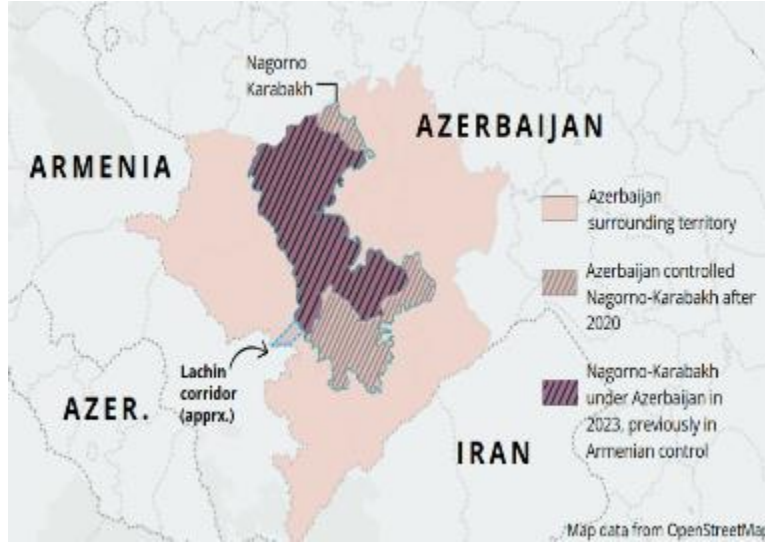 Nagorno
Karabakh
AZERBAIJAN
ARMENIA
Azerbaijan
surrounding territory
Azerbaijan controlled
Nagorno-Karabakh after
2020
Lachin
corridor
(apprx.)
Nagorno-Karabakh
under Azerbaijan in
2023, previously in
Armenian control
AZER.
IRAN
Map data from OpenStreetMap